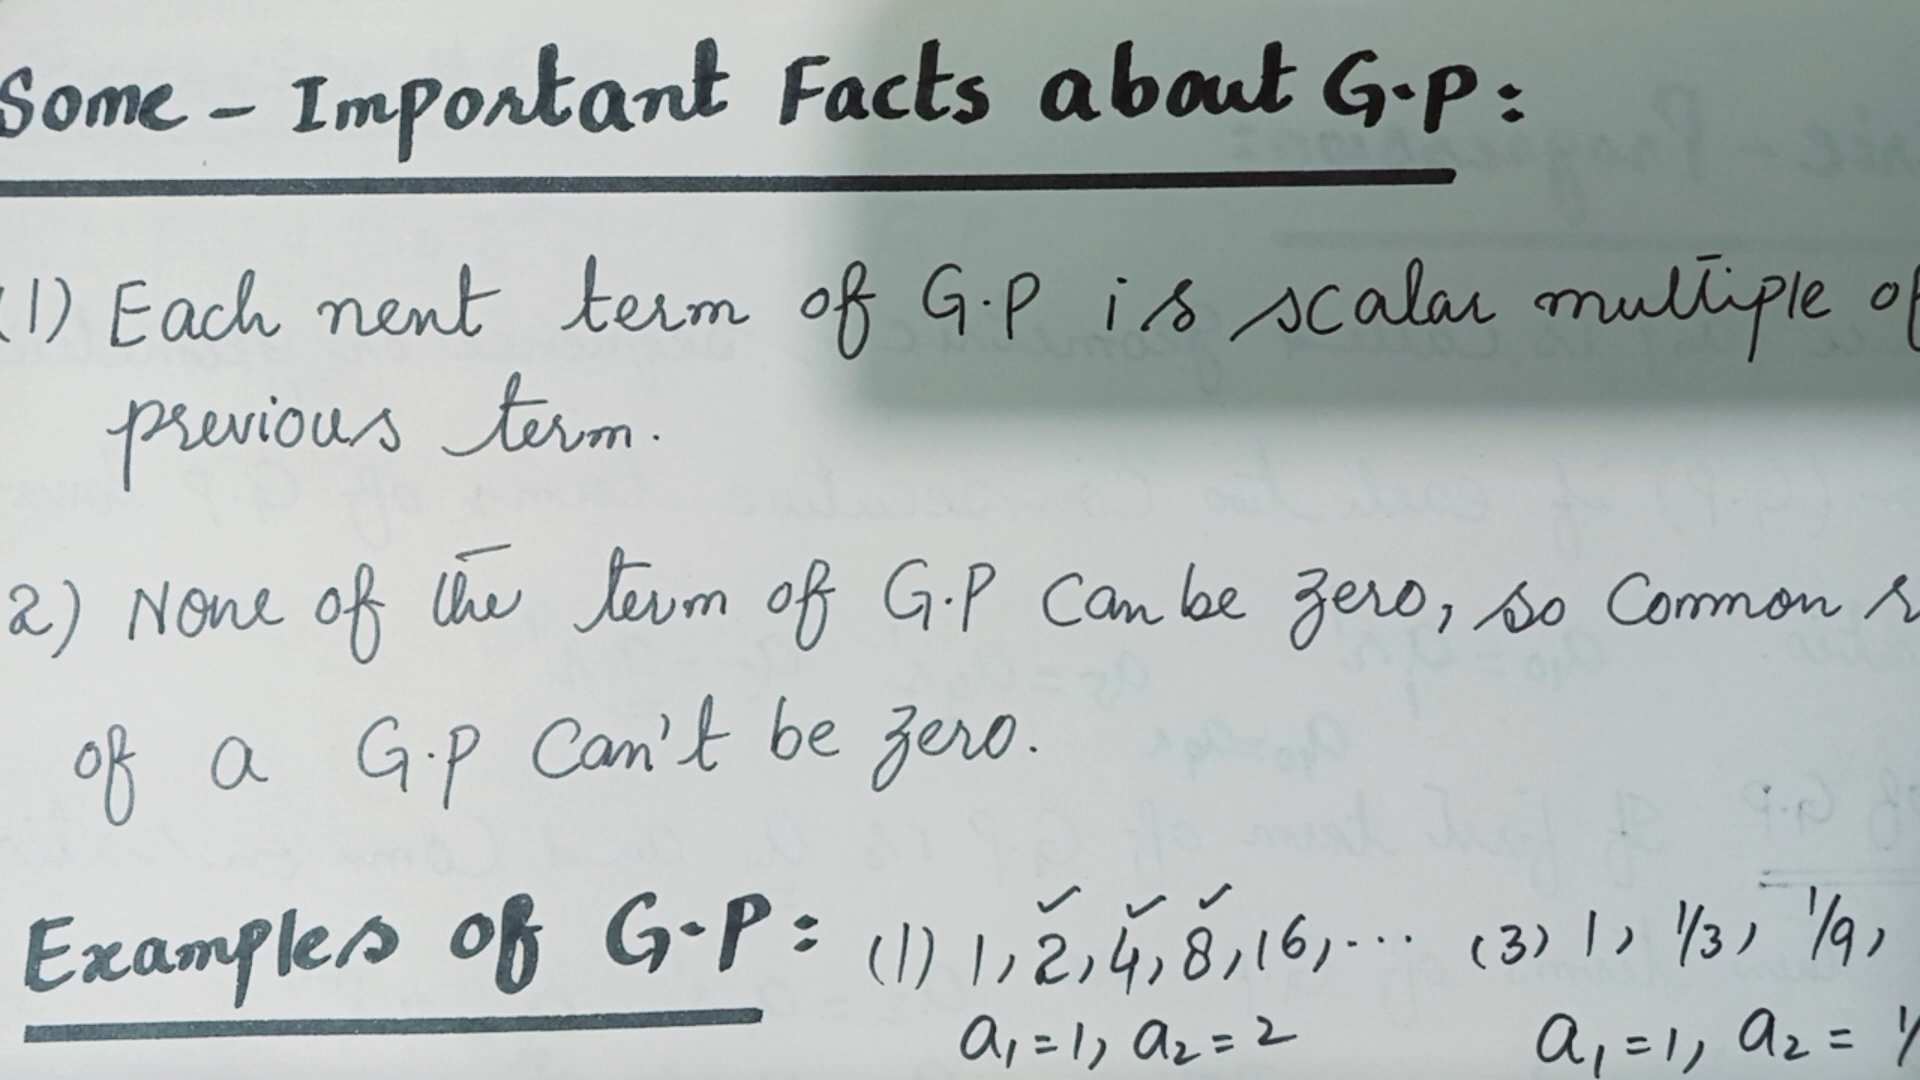 Some - Important Facts about G.P:
(1) Each nent term of G.P is scalar multiple of
previous term.
2) None of the term of G.P can be zero, so Common
of a G.P Can't be zero.
Examples of G.P: (1) 1, 2, 4, 8, 16, ... (3) 1, 1/3, 1/9,
a₁ = 1, a₂ = 2 a₁ = 1, a₂ =